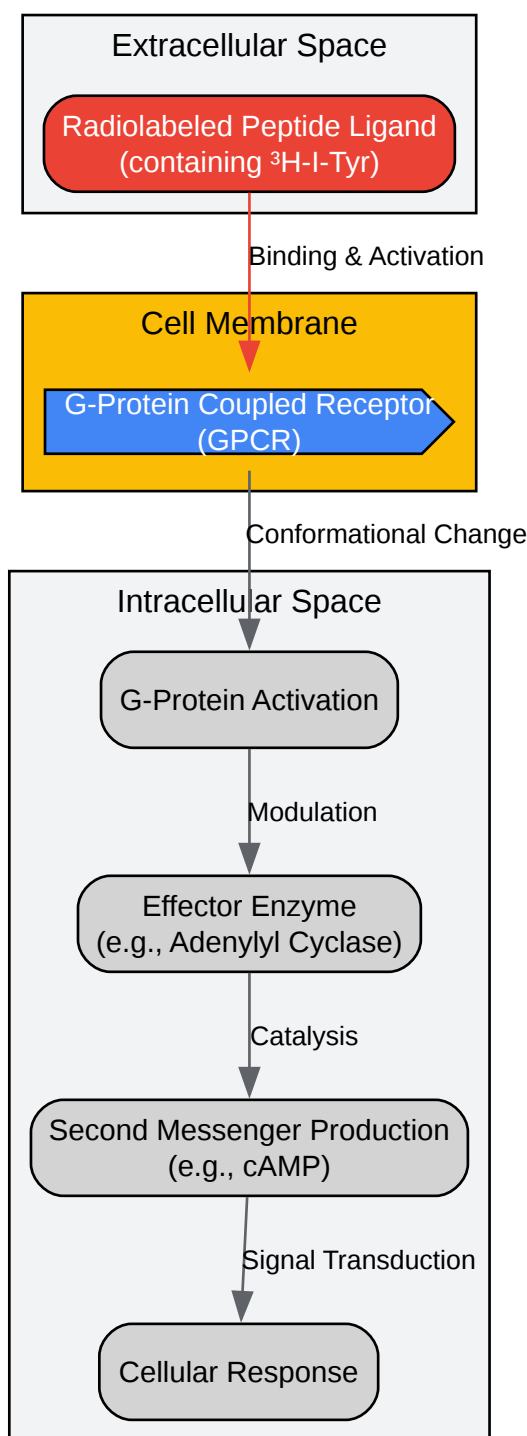 Extracellular Space
Radiolabeled Peptide Ligand
(containing ³H-I-Tyr)
Binding & Activation
Cell Membrane
G-Protein Coupled Receptor
(GPCR)
Conformational Change
Intracellular Space
G-Protein Activation
Modulation
Effector Enzyme
(e.g., Adenylyl Cyclase)
Catalysis
Second Messenger Production
(e.g., cAMP)
Signal Transduction
Cellular Response